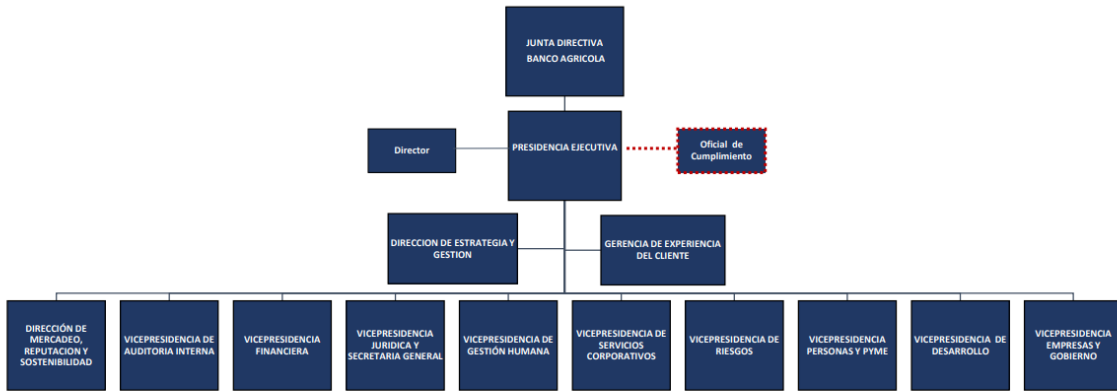 JUNTA DIRECTIVA
BANCO AGRICOLA
Director
PRESIDENCIA EJECUTIVA
Oficial de
Cumplimiento
DIRECCION DE ESTRATEGIA Y
GESTION
GERENCIA DE EXPERIENCIA
DEL CLIENTE
DIRECCIÓN DE
MERCADEO,
REPUTACION Y
SOSTENIBILIDAD
VICEPRESIDENCIA DE
AUDITORIA INTERNA
VICEPRESIDENCIA
FINANCIERA
VICEPRESIDENCIA
JURIDICA Y
SECRETARIA GENERAL
VICEPRESIDENCIA DE
GESTIÓN HUMANA
VICEPRESIDENCIA DE
SERVICIOS
CORPORATIVOS
VICEPRESIDENCIA DE
RIESGOS
VICEPRESIDENCIA
PERSONAS Y PYME
VICEPRESIDENCIA DE
DESARROLLO
VICEPRESIDENCIA
EMPRESAS Y
GOBIERNO